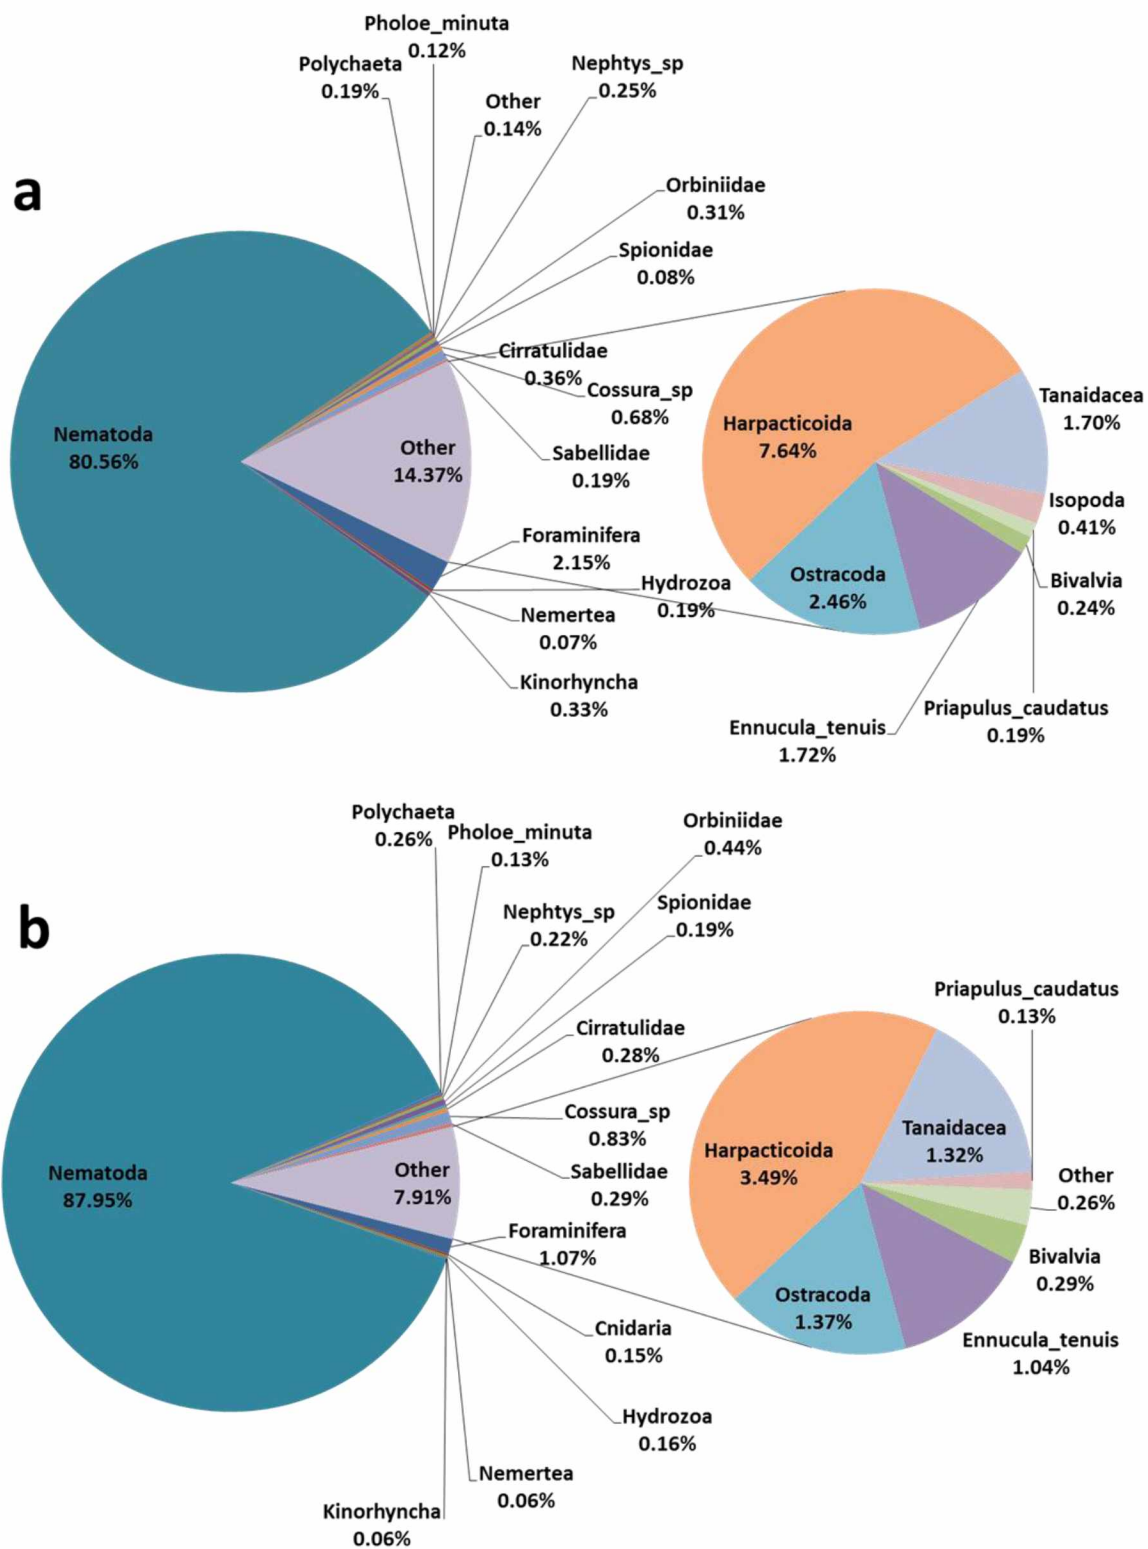 Pholoe_minuta
0.12%
Polychaeta
0.19%
Nephtys_sp
0.25%
Other
0.14%
a
Orbiniidae
0.31%
Spionidae
0.08%
Cirratulidae
0.36%
Cossura_sp
0.68%
Sabellidae
0.19%
Nematoda
80.56%
Other
14.37%
Foraminifera
2.15%
Hydrozoa
0.19%
Nemertea
0.07%
Kinorhyncha
0.33%
Harpacticoida
7.64%
Tanaidacea
1.70%
Isopoda
0.41%
Bivalvia
0.24%
Ostracoda
2.46%
Priapulus_caudatus
0.19%
Ennucula_tenuis
1.72%
Polychaeta
0.26%
Pholoe_minuta
0.13%
Orbiniidae
0.44%
Nephtys_sp
0.22%
Spionidae
0.19%
b
Cirratulidae
0.28%
Cossura_sp
0.83%
Sabellidae
0.29%
Nematoda
87.95%
Other
7.91%
Foraminifera
1.07%
Cnidaria
0.15%
Hydrozoa
0.16%
Nemertea
0.06%
Kinorhyncha
0.06%
Priapulus_caudatus
0.13%
Harpacticoida
3.49%
Tanaidacea
1.32%
Other
0.26%
Bivalvia
0.29%
Ostracoda
1.37%
Ennucula_tenuis
1.04%